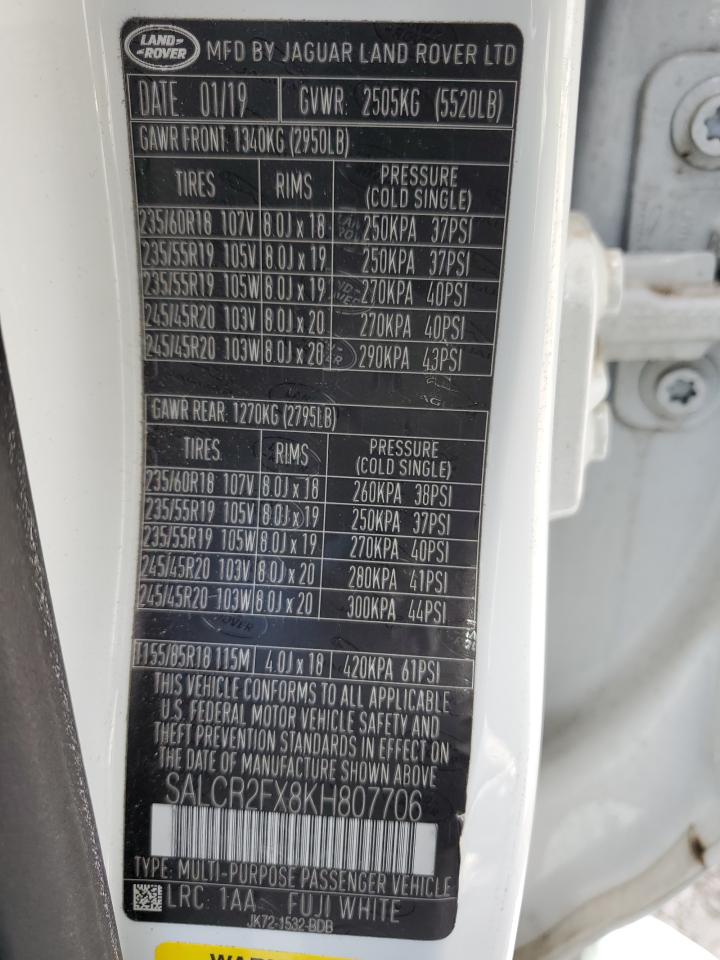 LAND ROVER MFD BY JAGUAR LAND ROVER LTD
DATE: 01/19 GVWR: 2505KG (5520LB)
GAWR FRONT: 1340KG (2950LB)
TIRES RIMS PRESSURE (COLD SINGLE)
235/60R18 107V 8.0J x 18 250KPA 37PSI
235/55R19 105V 8.0J x 19 250KPA 37PSI
235/55R19 105W 8.0J x 19 270KPA 40PSI
245/45R20 103V 8.0J x 20 270KPA 40PSI
245/45R20 103W 8.0J x 20 290KPA 43PSI
GAWR REAR: 1270KG (2795LB)
TIRES RIMS PRESSURE (COLD SINGLE)
235/60R18 107V 8.0J x 18 260KPA 38PSI
235/55R19 105V 8.0J x 19 250KPA 37PSI
235/55R19 105W 8.0J x 19 270KPA 40PSI
245/45R20 103V 8.0J x 20 280KPA 41PSI
245/45R20 103W 8.0J x 20 300KPA 44PSI
T155/85R18 115M 4.0J x 18 420KPA 61PSI
THIS VEHICLE CONFORMS TO ALL APPLICABLE
U.S. FEDERAL MOTOR VEHICLE SAFETY AND
THEFT PREVENTION STANDARDS IN EFFECT ON
THE DATE OF MANUFACTURE SHOWN ABOVE.
SALCR2FX8KH807706
TYPE: MULTI-PURPOSE PASSENGER VEHICLE
LRC: 1AA FUJI WHITE
JK72-1532-BDB